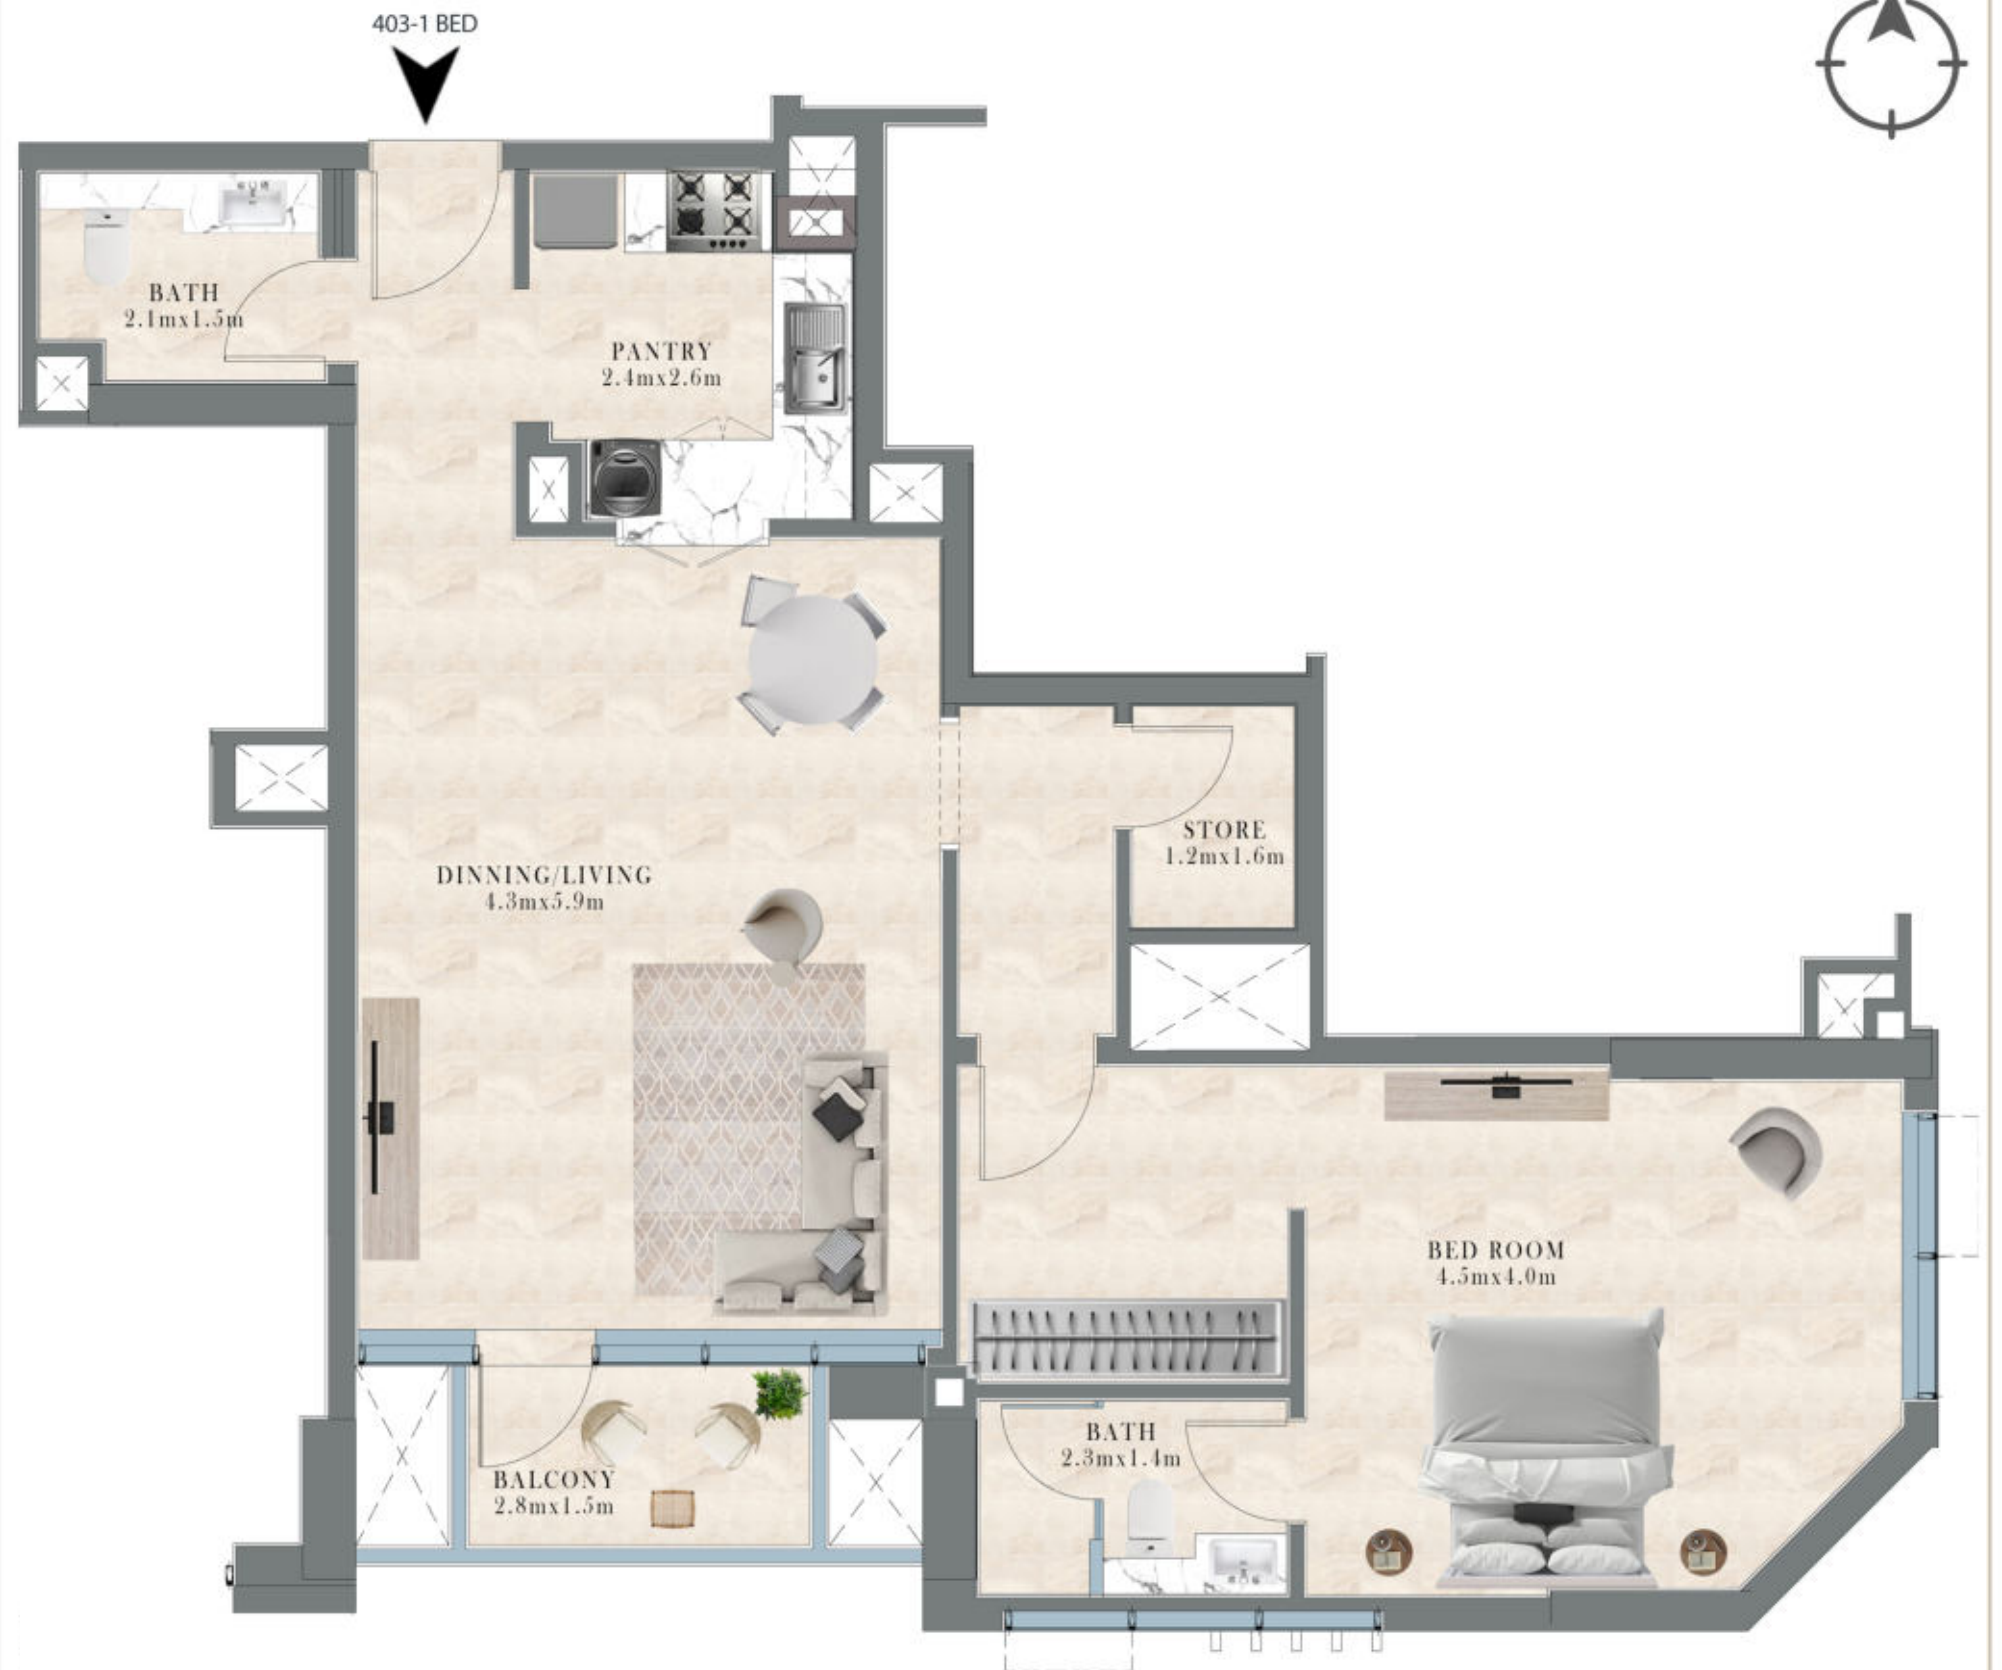 403-1 BED
BATH
2.1mx1.5m
PANTRY
2.4mx2.6m
STORE
1.2mx1.6m
DINNING/LIVING
4.3mx5.9m
BED ROOM
4.5mx4.0m
BATH
2.3mx1.4m
BALCONY
2.8mx1.5m